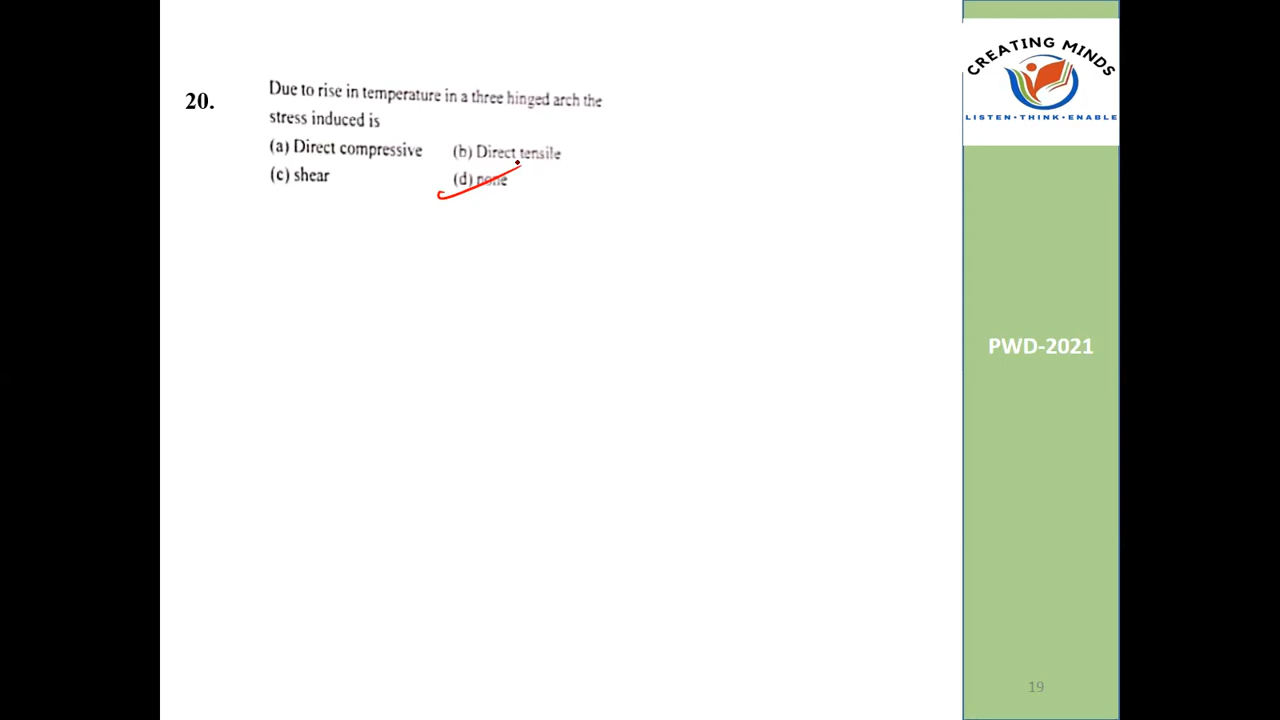 CREATING MINDS
LISTEN•THINK•ENABLE
20.
Due to rise in temperature in a three hinged arch the
stress induced is
(a) Direct compressive (b) Direct tensile
(c) shear (d) none
PWD-2021
19